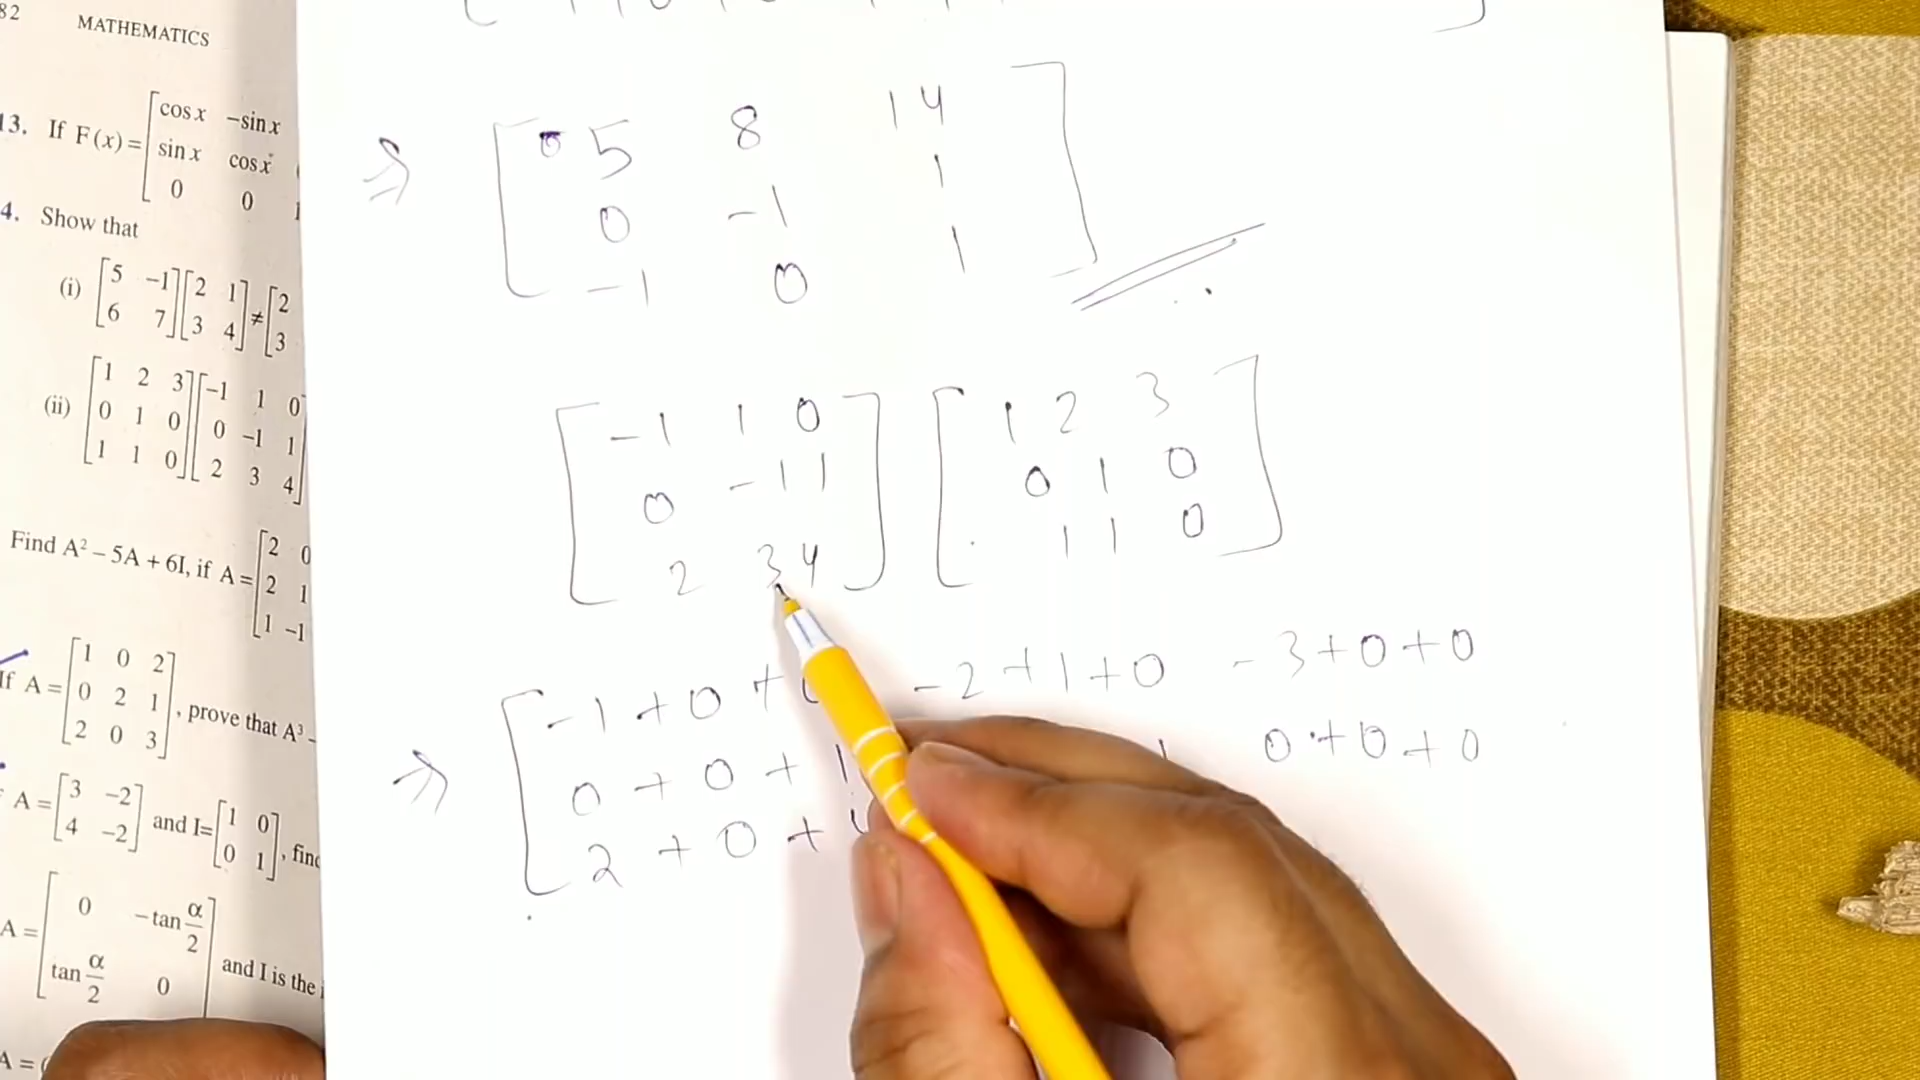 82 MATHEMATICS
13. If F(x) = [cos x −sin x
sin x cos x
0 0 1
4. Show that
(i) [5 −1] [2 1] ≠ [2
6 7 3 4 3
(ii) [1 2 3] [−1 1 0
0 1 0 0 −1 1
1 1 0 2 3 4
Find A² − 5A + 6I, if A = [2 0
2 1
1 −1
If A = [1 0 2]
0 2 1 , prove that A³ −
2 0 3
A = [3 −2] and I = [1 0], find
4 −2 0 1
A = [0 −tan α/2]
tan α/2 0 and I is the
A =
⇒ [5 8 14]
0 −1 1
−1 0 1
[−1 1 0] [1 2 3]
0 −1 1 0 1 0
2 3 4 1 1 0
⇒ [−1+0+ −2+1+0 −3+0+0
0+0+1 0+0+0
2+0+